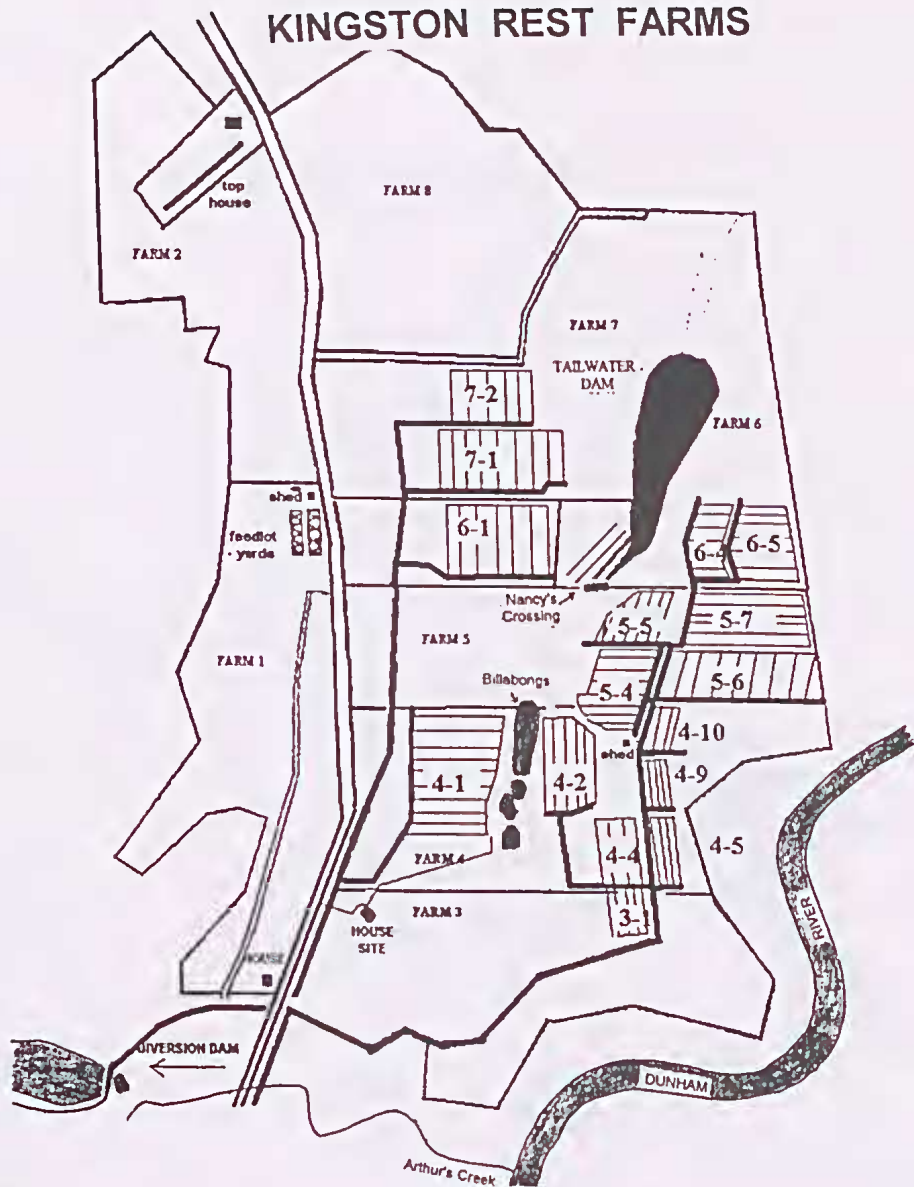 KINGSTON REST FARMS
top
house
FARM 8
FARM 2
FARM 7
TAILWATER
DAM
7-2
FARM 6
7-1
shed
feedlot
yards
6-1
6-4
6-5
Nancy's
Crossing
5-5
5-7
FARM 5
FARM 1
5-6
Billabongs
5-4
4-10
shed
4-1
4-2
4-9
4-5
FARM 4
4-4
FARM 3
3-
HOUSE
SITE
HOUSE
RIVER
DIVERSION DAM
DUNHAM
Arthur's Creek